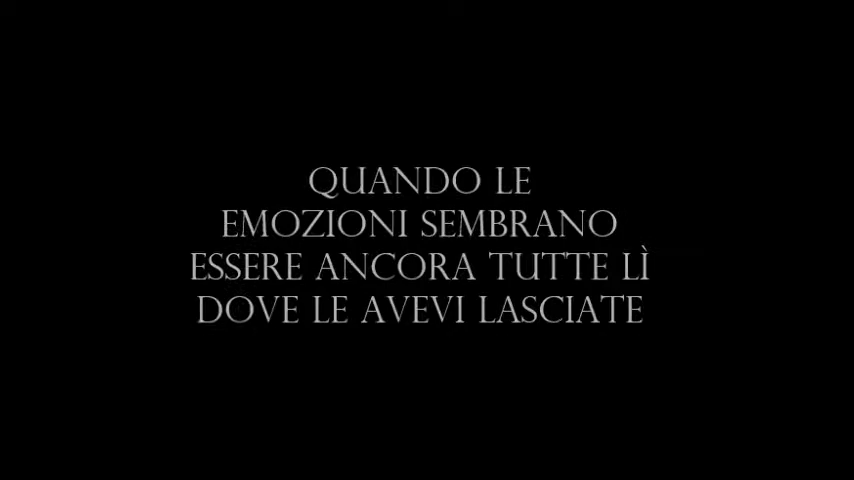 QUANDO LE
EMOZIONI SEMBRANO
ESSERE ANCORA TUTTE LÌ
DOVE LE AVEVI LASCIATE